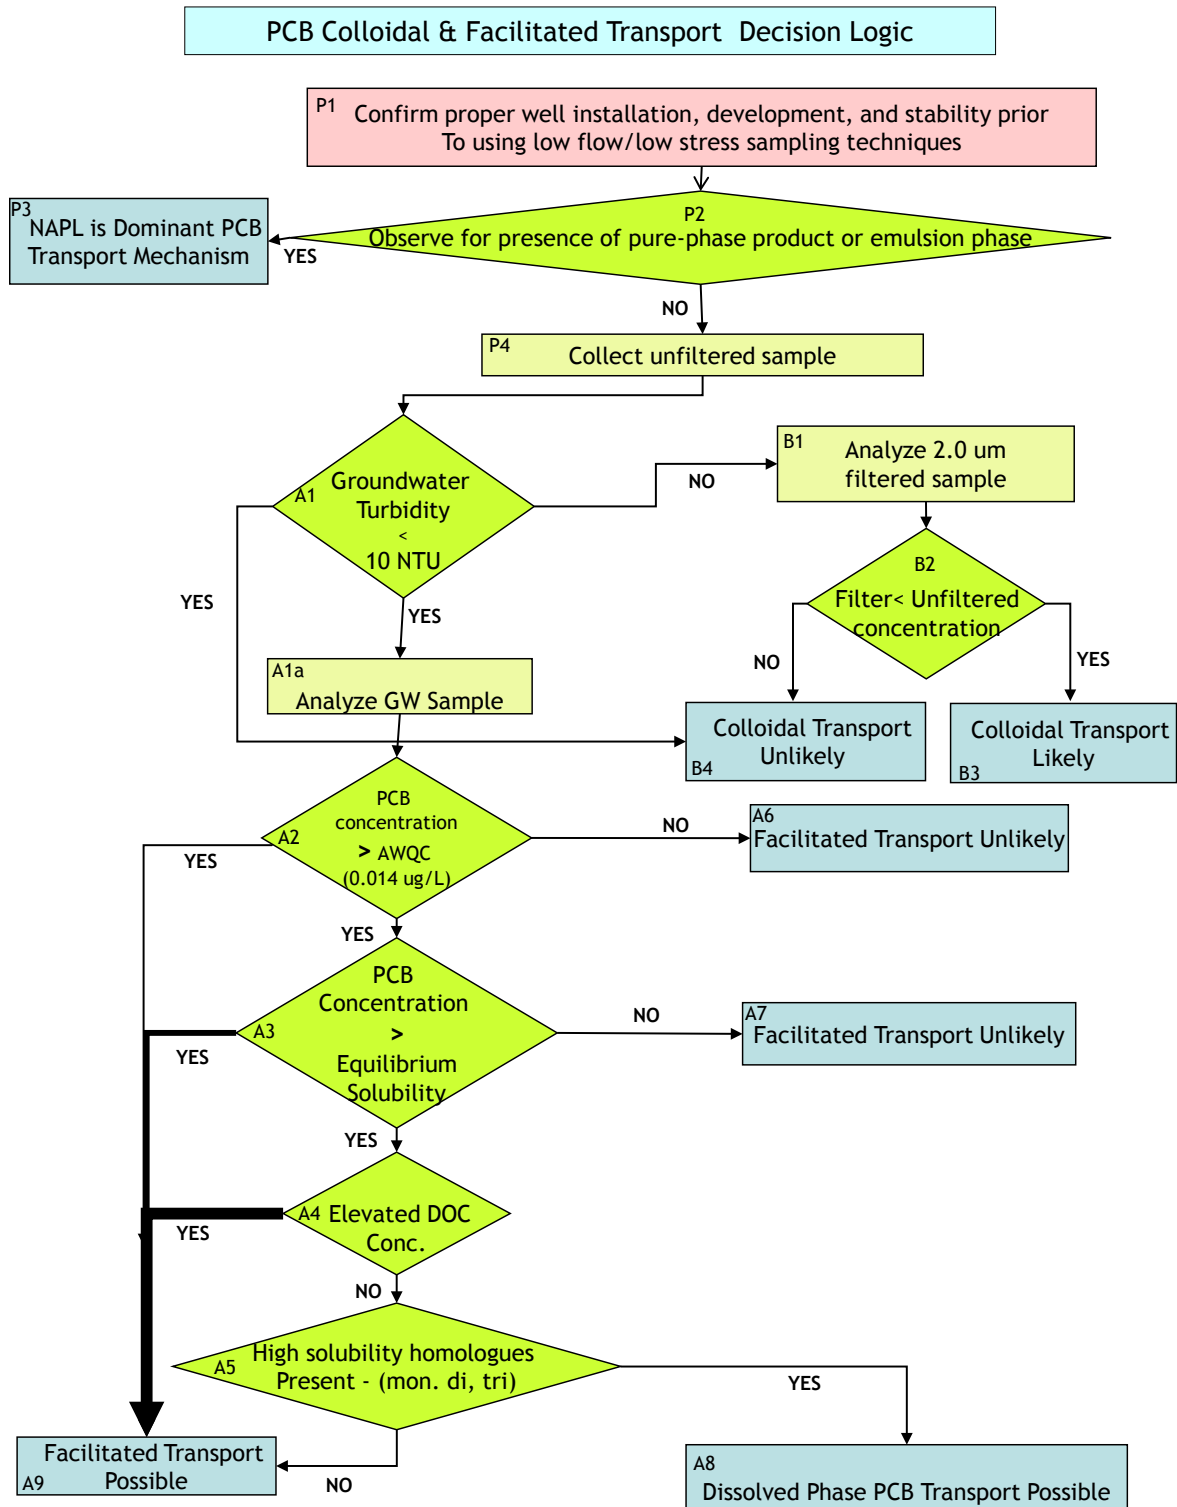 PCB Colloidal & Facilitated Transport Decision Logic
P1
Confirm proper well installation, development, and stability prior
To using low flow/low stress sampling techniques
P3
NAPL is Dominant PCB
Transport Mechanism
YES
P2
Observe for presence of pure-phase product or emulsion phase
NO
P4
Collect unfiltered sample
A1
Groundwater
Turbidity
<
10 NTU
NO
B1
Analyze 2.0 um
filtered sample
B2
Filter< Unfiltered
concentration
YES
YES
NO
YES
A1a
Analyze GW Sample
Colloidal Transport
Unlikely
B4
Colloidal Transport
Likely
B3
A2
PCB
concentration
> AWQC
(0.014 ug/L)
YES
NO
A6
Facilitated Transport Unlikely
YES
A3
PCB
Concentration
>
Equilibrium
Solubility
YES
NO
A7
Facilitated Transport Unlikely
YES
A4
Elevated DOC
Conc.
YES
NO
A5
High solubility homologues
Present - (mon. di, tri)
YES
Facilitated Transport
Possible
A9
NO
A8
Dissolved Phase PCB Transport Possible